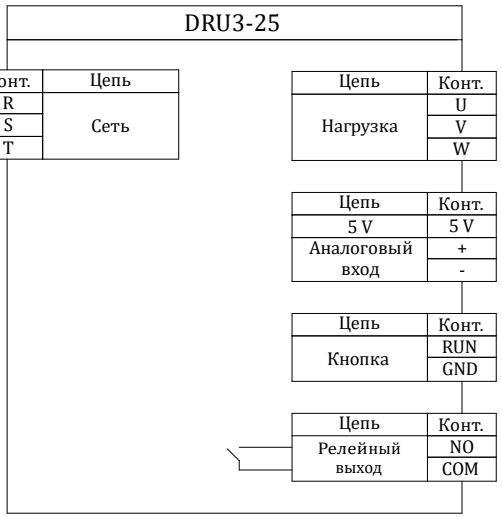 DRU3-25
онт. Цепь
R
S Сеть
T
Цепь Конт.
U
Нагрузка V
W
Цепь Конт.
5 V 5 V
Аналоговый +
вход -
Цепь Конт.
Кнопка RUN
GND
Цепь Конт.
Релейный NO
выход COM